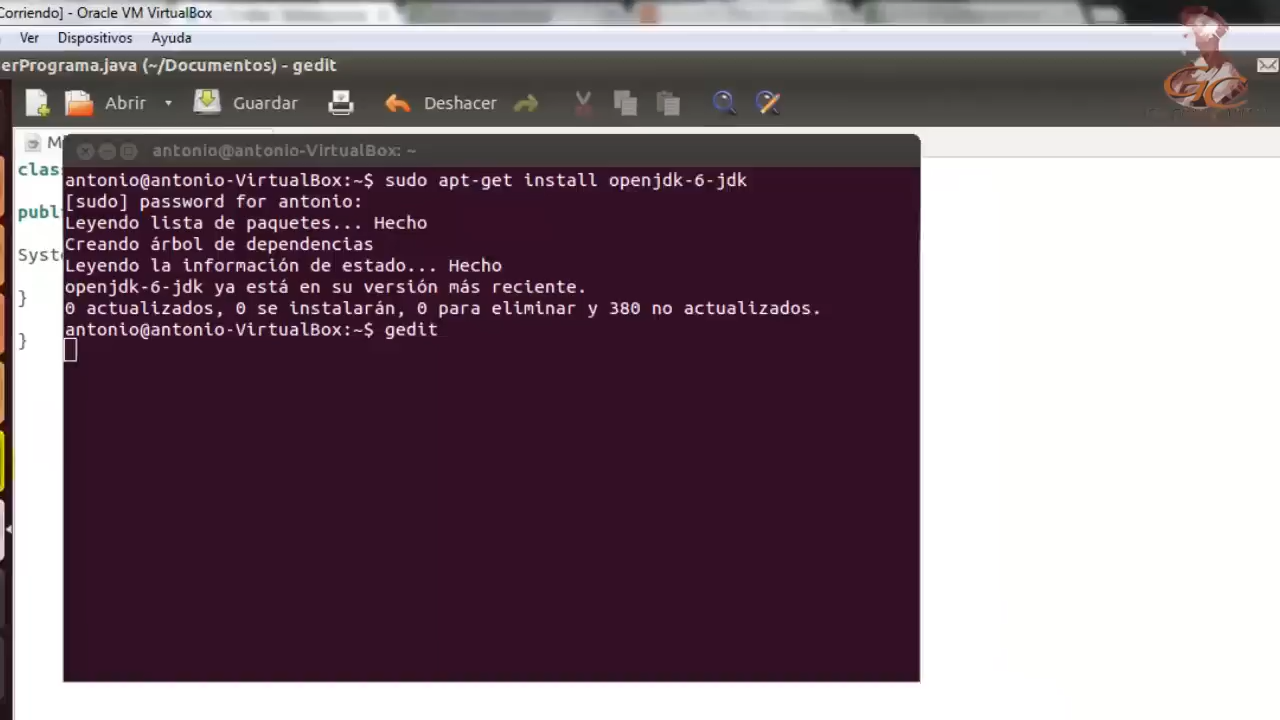 Corriendo] - Oracle VM VirtualBox
Ver Dispositivos Ayuda
erPrograma.java (~/Documentos) - gedit
Abrir Guardar Deshacer
M
antonio@antonio-VirtualBox: ~
clas
publ
Syst
}
}
antonio@antonio-VirtualBox:~$ sudo apt-get install openjdk-6-jdk
[sudo] password for antonio:
Leyendo lista de paquetes... Hecho
Creando árbol de dependencias
Leyendo la información de estado... Hecho
openjdk-6-jdk ya está en su versión más reciente.
0 actualizados, 0 se instalarán, 0 para eliminar y 380 no actualizados.
antonio@antonio-VirtualBox:~$ gedit
GC